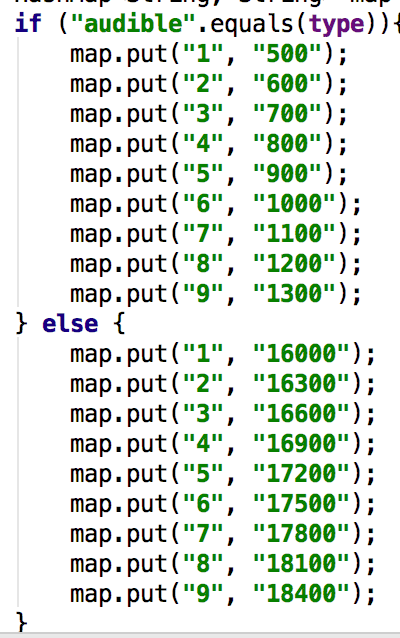 if ("audible".equals(type)){
map.put("1", "500");
map.put("2", "600");
map.put("3", "700");
map.put("4", "800");
map.put("5", "900");
map.put("6", "1000");
map.put("7", "1100");
map.put("8", "1200");
map.put("9", "1300");
} else {
map.put("1", "16000");
map.put("2", "16300");
map.put("3", "16600");
map.put("4", "16900");
map.put("5", "17200");
map.put("6", "17500");
map.put("7", "17800");
map.put("8", "18100");
map.put("9", "18400");
}